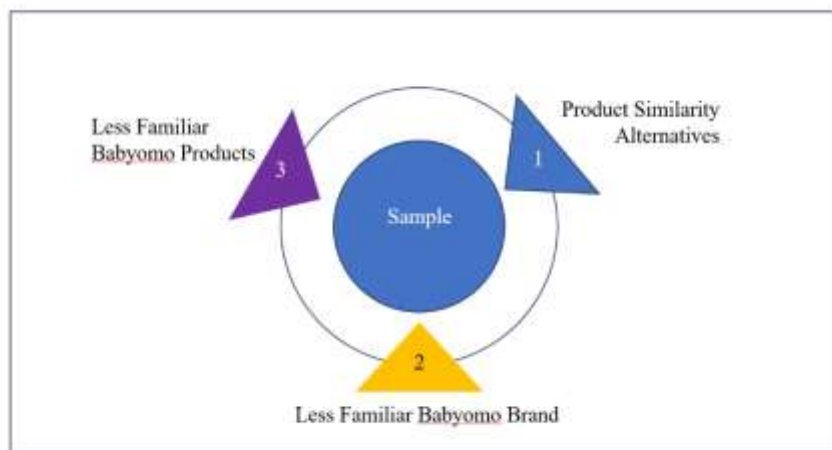 Product Similarity
Alternatives
1
Less Familiar
Babyomo Products
3
Sample
2
Less Familiar Babyomo Brand